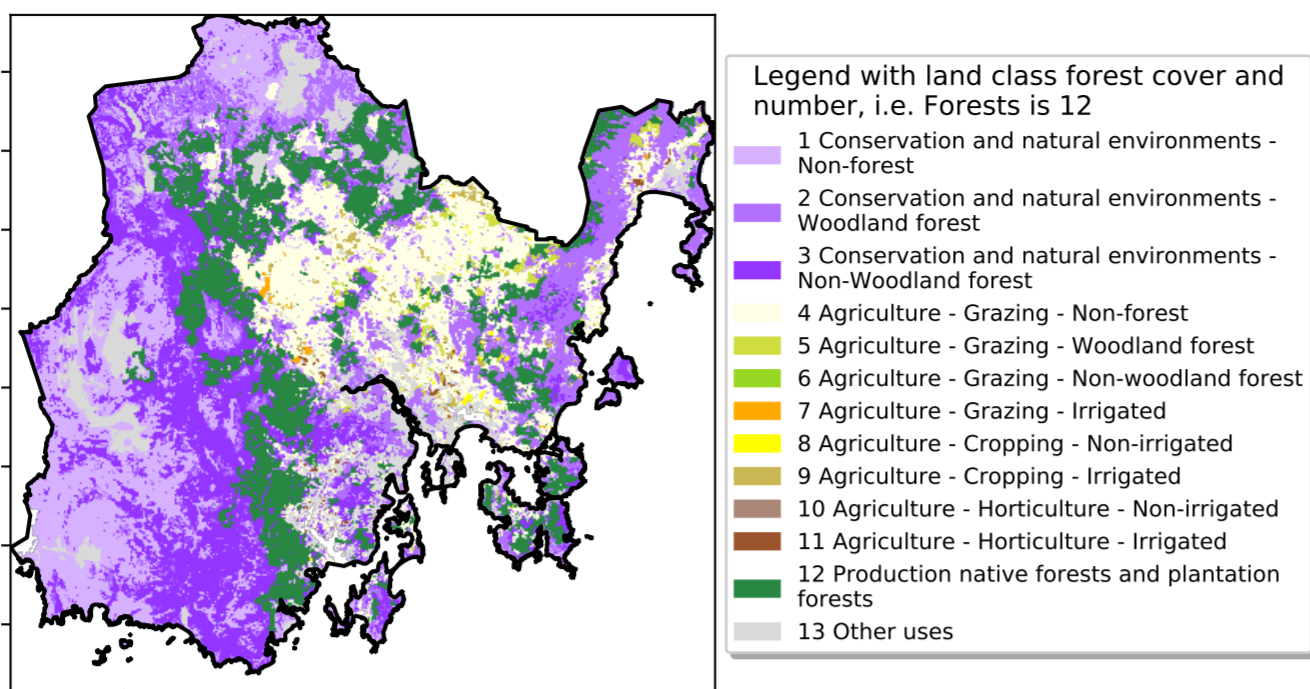 Legend with land class forest cover and
number, i.e. Forests is 12
1 Conservation and natural environments -
Non-forest
2 Conservation and natural environments -
Woodland forest
3 Conservation and natural environments -
Non-Woodland forest
4 Agriculture - Grazing - Non-forest
5 Agriculture - Grazing - Woodland forest
6 Agriculture - Grazing - Non-woodland forest
7 Agriculture - Grazing - Irrigated
8 Agriculture - Cropping - Non-irrigated
9 Agriculture - Cropping - Irrigated
10 Agriculture - Horticulture - Non-irrigated
11 Agriculture - Horticulture - Irrigated
12 Production native forests and plantation
forests
13 Other uses